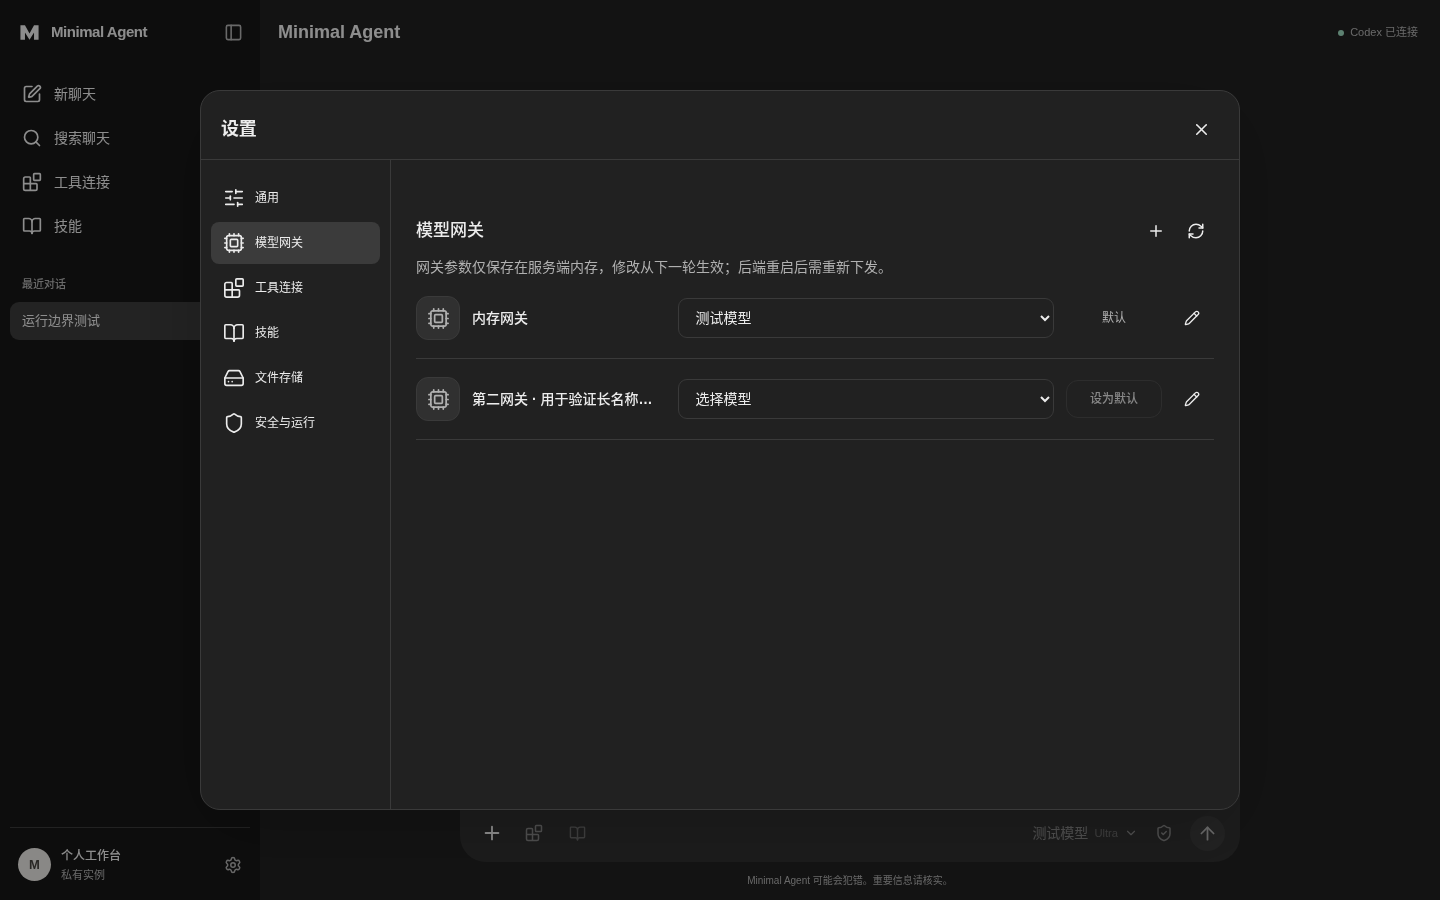 Minimal Agent
Minimal Agent
Codex 已连接
新聊天
搜索聊天
工具连接
技能
最近对话
运行边界测试
设置
通用
模型网关
工具连接
技能
文件存储
安全与运行
模型网关
网关参数仅保存在服务端内存，修改从下一轮生效；后端重启后需重新下发。
内存网关
测试模型
默认
第二网关 · 用于验证长名称...
选择模型
设为默认
测试模型 Ultra
M
个人工作台
私有实例
Minimal Agent 可能会犯错。重要信息请核实。